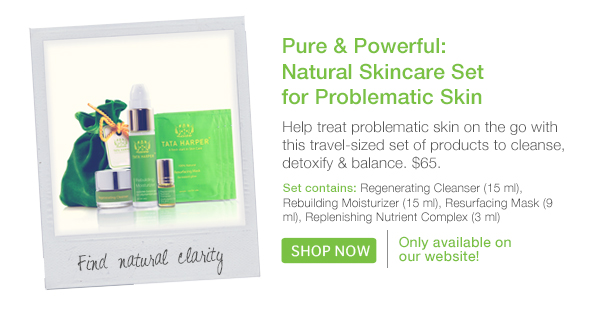 Pure & Powerful:
Natural Skincare Set
for Problematic Skin
Help treat problematic skin on the go with
this travel-sized set of products to cleanse,
detoxify & balance. $65.
Set contains: Regenerating Cleanser (15 ml),
Rebuilding Moisturizer (15 ml), Resurfacing Mask (9
ml), Replenishing Nutrient Complex (3 ml)
SHOP NOW
Only available on
our website!
TATA HARPER
Find natural clarity